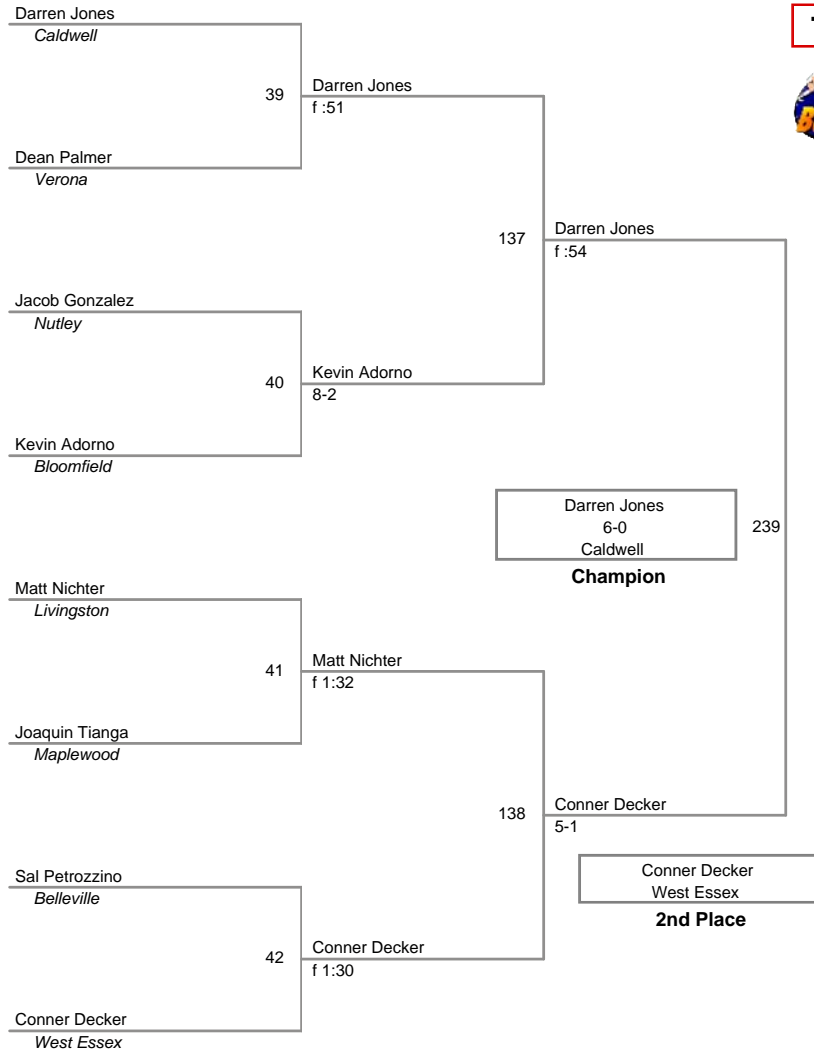 Darren Jones
Caldwell
39
Darren Jones
f :51
Dean Palmer
Verona
137
Darren Jones
f :54
Jacob Gonzalez
Nutley
40
Kevin Adorno
8-2
Kevin Adorno
Bloomfield
Darren Jones
6-0
Caldwell
Champion
239
Matt Nichter
Livingston
41
Matt Nichter
f 1:32
Joaquin Tianga
Maplewood
138
Conner Decker
5-1
Conner Decker
West Essex
2nd Place
Sal Petrozzino
Belleville
42
Conner Decker
f 1:30
Conner Decker
West Essex